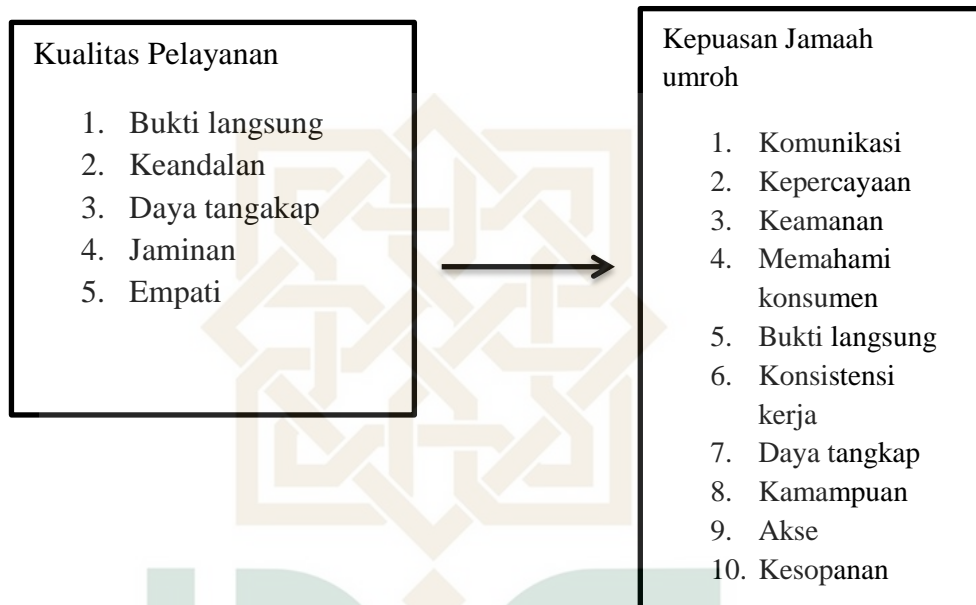 Kualitas Pelayanan
1. Bukti langsung
2. Keandalan
3. Daya tangakap
4. Jaminan
5. Empati
Kepuasan Jamaah
umroh
1. Komunikasi
2. Kepercayaan
3. Keamanan
4. Memahami
konsumen
5. Bukti langsung
6. Konsistensi
kerja
7. Daya tangkap
8. Kamampuan
9. Akse
10. Kesopanan